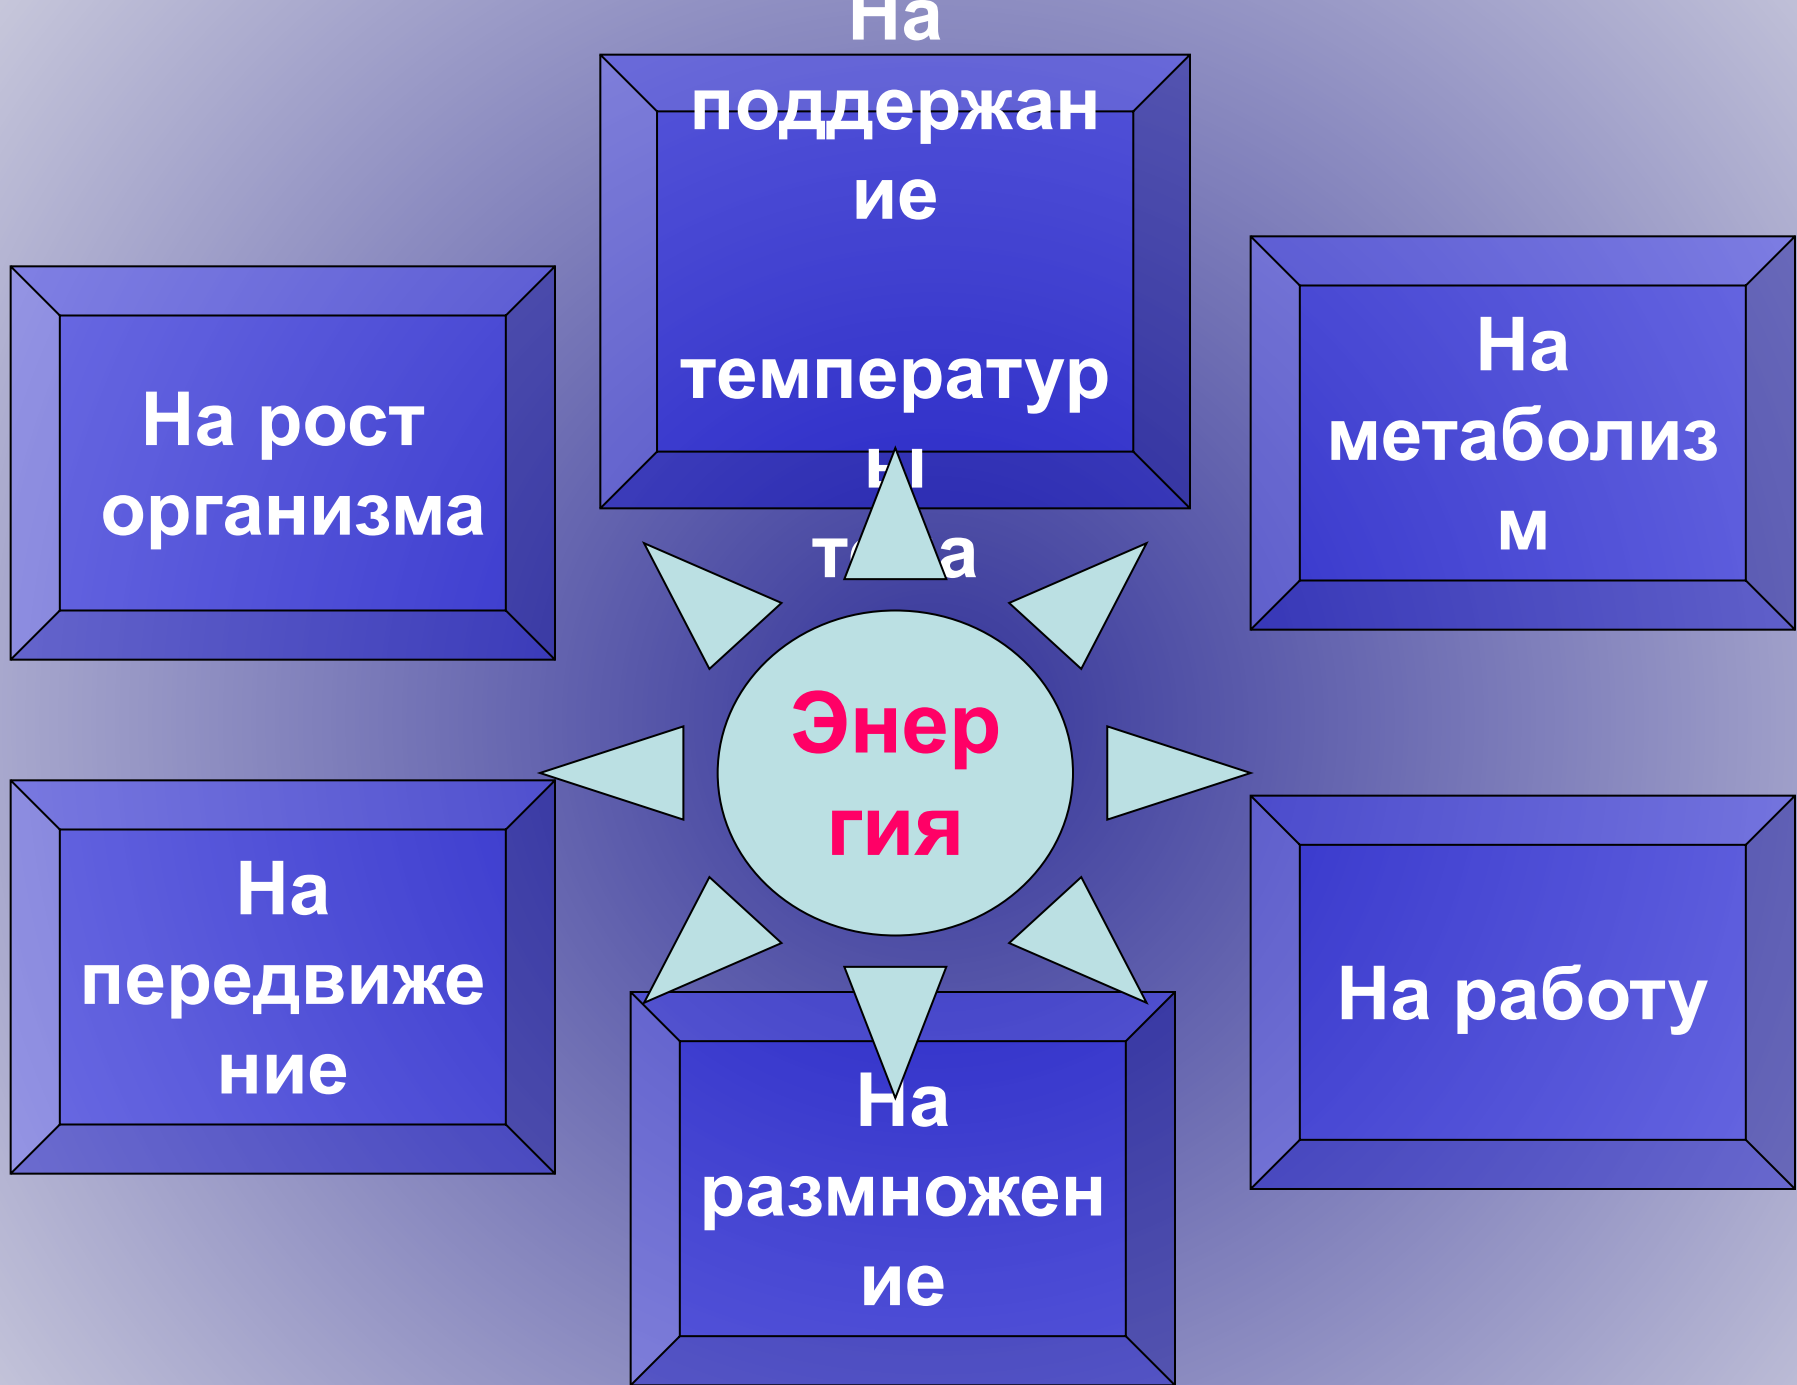 На
поддержан
ие
температур
ы
тела
На рост
организма
На
метаболиз
м
Энер
гия
На
передвиже
ние
На работу
На
размножен
ие